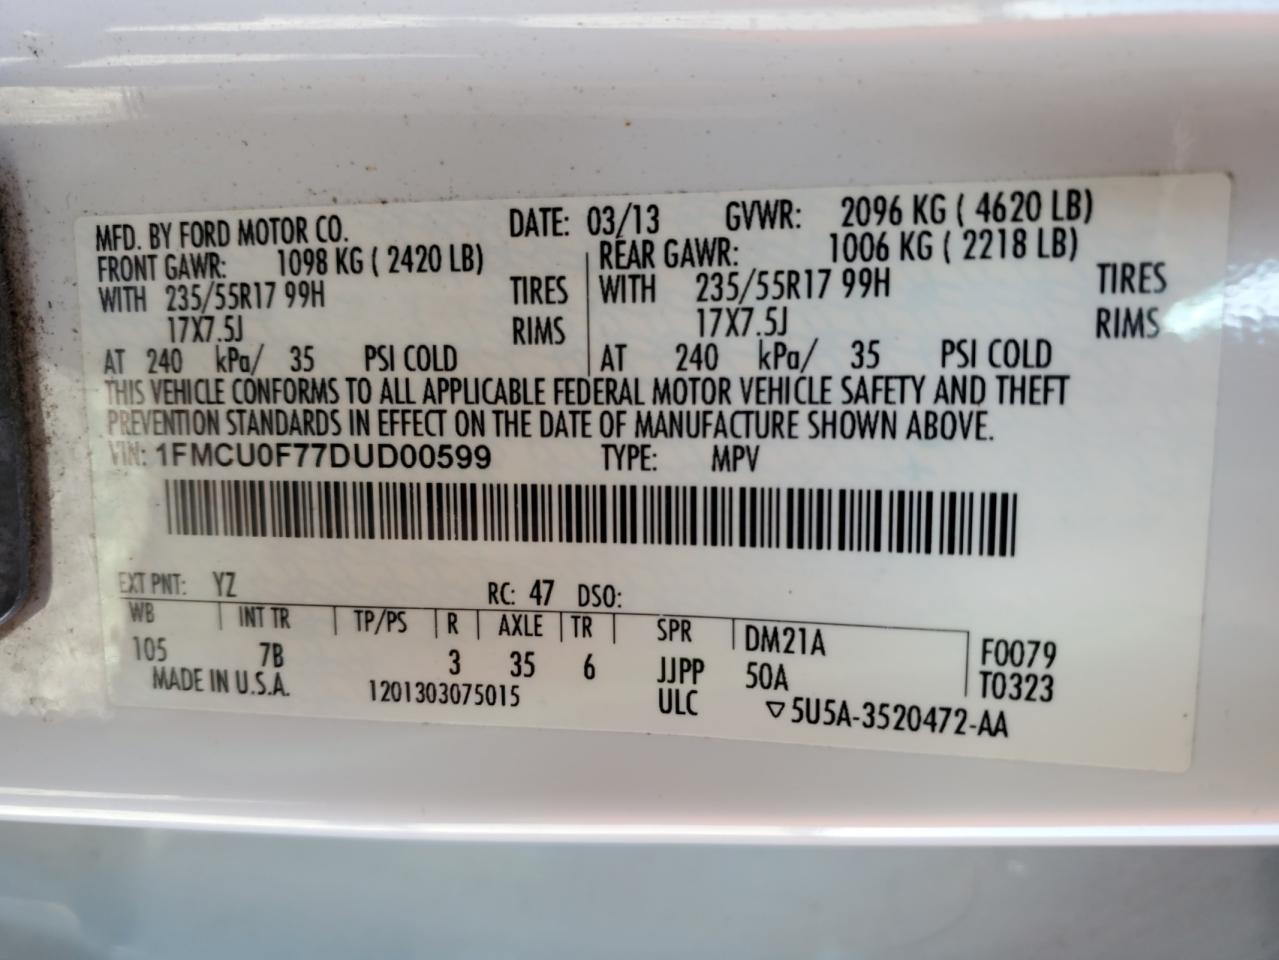 MFD. BY FORD MOTOR CO. DATE: 03/13 GVWR: 2096 KG ( 4620 LB)
FRONT GAWR: 1098 KG ( 2420 LB) REAR GAWR: 1006 KG ( 2218 LB)
WITH 235/55R17 99H TIRES WITH 235/55R17 99H TIRES
17X7.5J RIMS 17X7.5J RIMS
AT 240 kPa/ 35 PSI COLD AT 240 kPa/ 35 PSI COLD
THIS VEHICLE CONFORMS TO ALL APPLICABLE FEDERAL MOTOR VEHICLE SAFETY AND THEFT
PREVENTION STANDARDS IN EFFECT ON THE DATE OF MANUFACTURE SHOWN ABOVE.
VIN: 1FMCU0F77DUD00599 TYPE: MPV
EXT PNT: YZ RC: 47 DSO:
WB INT TR TP/PS R AXLE TR SPR DM21A F0079
105 7B 3 35 6 JJPP 50A T0323
MADE IN U.S.A. 1201303075015 ULC ▽5U5A-3520472-AA